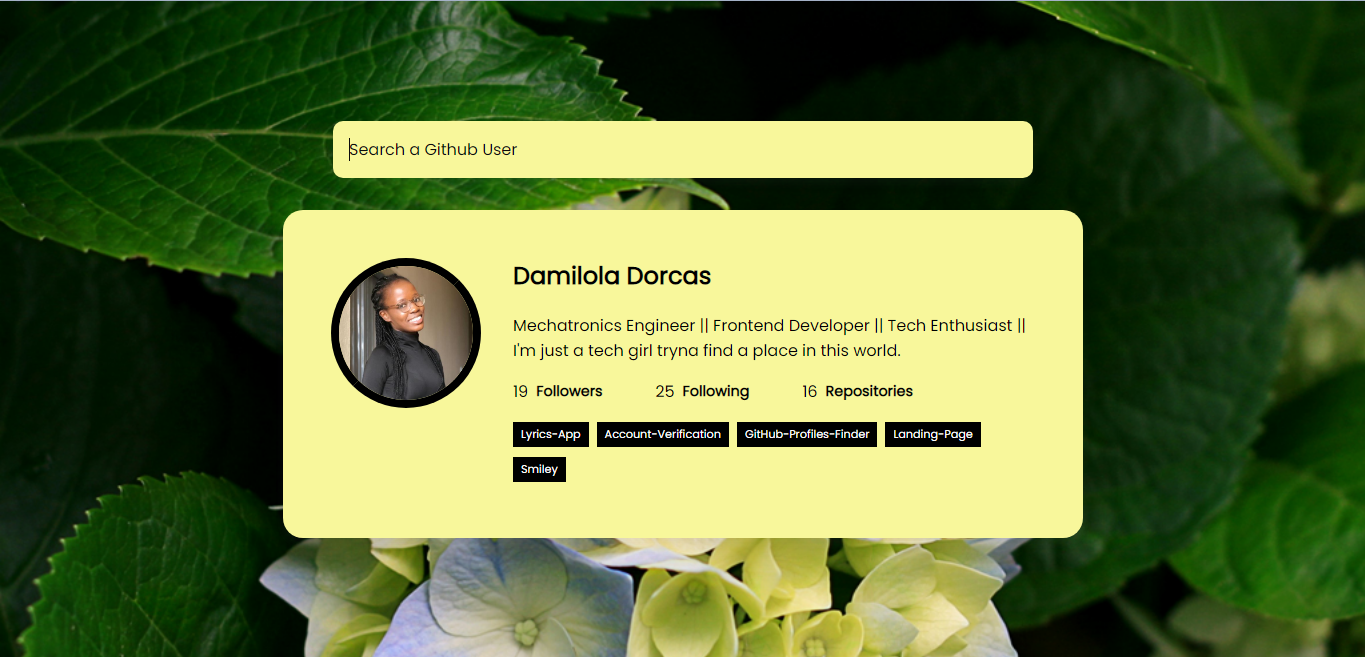 Search a Github User
Damilola Dorcas
Mechatronics Engineer || Frontend Developer || Tech Enthusiast ||
I'm just a tech girl tryna find a place in this world.
19 Followers 25 Following 16 Repositories
Lyrics-App Account-Verification GitHub-Profiles-Finder Landing-Page
Smiley